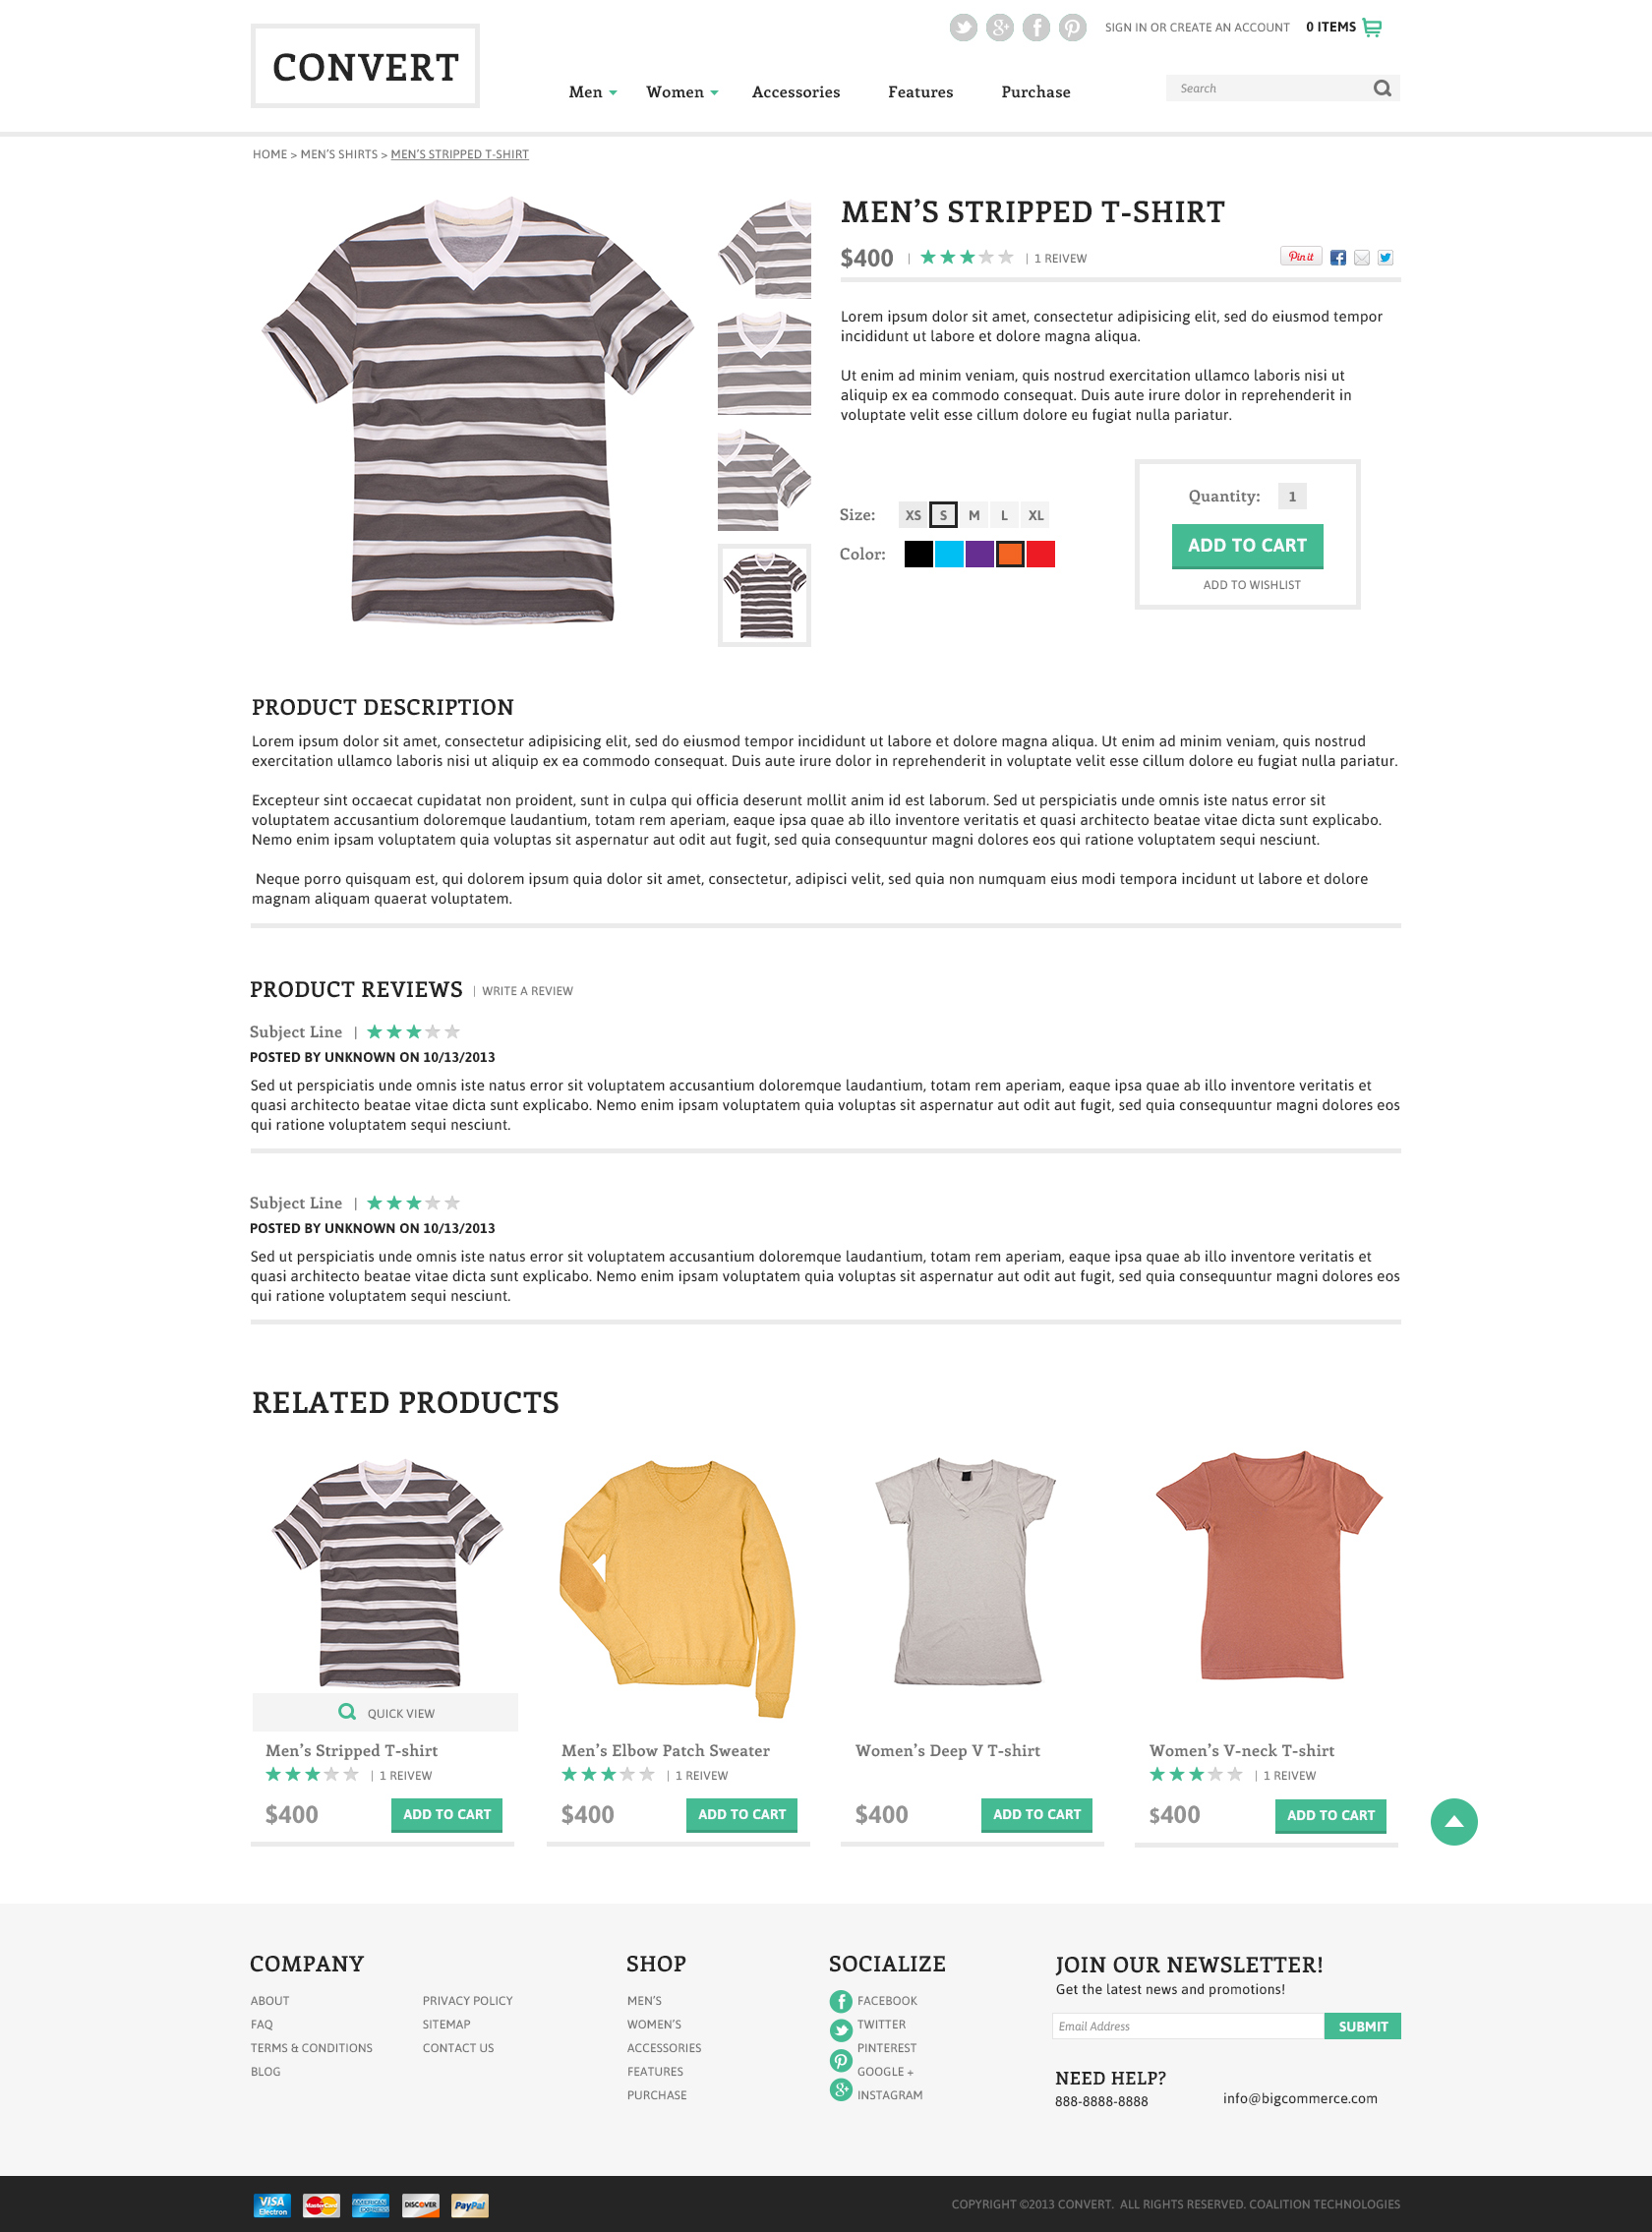 CONVERT
SIGN IN OR CREATE AN ACCOUNT 0 ITEMS
Men Women Accessories Features Purchase
Search
HOME > MEN'S SHIRTS > MEN'S STRIPPED T-SHIRT
MEN'S STRIPPED T-SHIRT
$400 | | 1 REIVEW
Pin it
Lorem ipsum dolor sit amet, consectetur adipisicing elit, sed do eiusmod tempor
incididunt ut labore et dolore magna aliqua.
Ut enim ad minim veniam, quis nostrud exercitation ullamco laboris nisi ut
aliquip ex ea commodo consequat. Duis aute irure dolor in reprehenderit in
voluptate velit esse cillum dolore eu fugiat nulla pariatur.
Size: XS S M L XL
Color:
Quantity: 1
ADD TO CART
ADD TO WISHLIST
PRODUCT DESCRIPTION
Lorem ipsum dolor sit amet, consectetur adipisicing elit, sed do eiusmod tempor incididunt ut labore et dolore magna aliqua. Ut enim ad minim veniam, quis nostrud
exercitation ullamco laboris nisi ut aliquip ex ea commodo consequat. Duis aute irure dolor in reprehenderit in voluptate velit esse cillum dolore eu fugiat nulla pariatur.
Excepteur sint occaecat cupidatat non proident, sunt in culpa qui officia deserunt mollit anim id est laborum. Sed ut perspiciatis unde omnis iste natus error sit
voluptatem accusantium doloremque laudantium, totam rem aperiam, eaque ipsa quae ab illo inventore veritatis et quasi architecto beatae vitae dicta sunt explicabo.
Nemo enim ipsam voluptatem quia voluptas sit aspernatur aut odit aut fugit, sed quia consequuntur magni dolores eos qui ratione voluptatem sequi nesciunt.
Neque porro quisquam est, qui dolorem ipsum quia dolor sit amet, consectetur, adipisci velit, sed quia non numquam eius modi tempora incidunt ut labore et dolore
magnam aliquam quaerat voluptatem.
PRODUCT REVIEWS | WRITE A REVIEW
Subject Line |
POSTED BY UNKNOWN ON 10/13/2013
Sed ut perspiciatis unde omnis iste natus error sit voluptatem accusantium doloremque laudantium, totam rem aperiam, eaque ipsa quae ab illo inventore veritatis et
quasi architecto beatae vitae dicta sunt explicabo. Nemo enim ipsam voluptatem quia voluptas sit aspernatur aut odit aut fugit, sed quia consequuntur magni dolores eos
qui ratione voluptatem sequi nesciunt.
Subject Line |
POSTED BY UNKNOWN ON 10/13/2013
Sed ut perspiciatis unde omnis iste natus error sit voluptatem accusantium doloremque laudantium, totam rem aperiam, eaque ipsa quae ab illo inventore veritatis et
quasi architecto beatae vitae dicta sunt explicabo. Nemo enim ipsam voluptatem quia voluptas sit aspernatur aut odit aut fugit, sed quia consequuntur magni dolores eos
qui ratione voluptatem sequi nesciunt.
RELATED PRODUCTS
QUICK VIEW
Men's Stripped T-shirt
| 1 REIVEW
$400 ADD TO CART
Men's Elbow Patch Sweater
| 1 REIVEW
$400 ADD TO CART
Women's Deep V T-shirt
$400 ADD TO CART
Women's V-neck T-shirt
| 1 REIVEW
$400 ADD TO CART
COMPANY
ABOUT
FAQ
TERMS & CONDITIONS
BLOG
PRIVACY POLICY
SITEMAP
CONTACT US
SHOP
MEN'S
WOMEN'S
ACCESSORIES
FEATURES
PURCHASE
SOCIALIZE
FACEBOOK
TWITTER
PINTEREST
GOOGLE +
INSTAGRAM
JOIN OUR NEWSLETTER!
Get the latest news and promotions!
Email Address SUBMIT
NEED HELP?
888-8888-8888 info@bigcommerce.com
VISA Electron MasterCard AMERICAN EXPRESS DISCOVER PayPal
COPYRIGHT ©2013 CONVERT. ALL RIGHTS RESERVED. COALITION TECHNOLOGIES